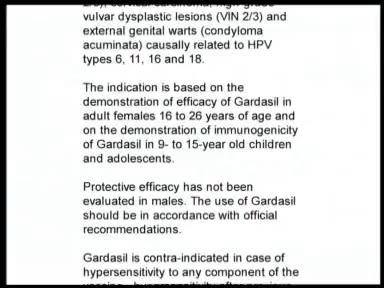 vulvar dysplastic lesions (VIN 2/3) and
external genital warts (condyloma
acuminata) causally related to HPV
types 6, 11, 16 and 18.
The indication is based on the
demonstration of efficacy of Gardasil in
adult females 16 to 26 years of age and
on the demonstration of immunogenicity
of Gardasil in 9- to 15-year old children
and adolescents.
Protective efficacy has not been
evaluated in males. The use of Gardasil
should be in accordance with official
recommendations.
Gardasil is contra-indicated in case of
hypersensitivity to any component of the